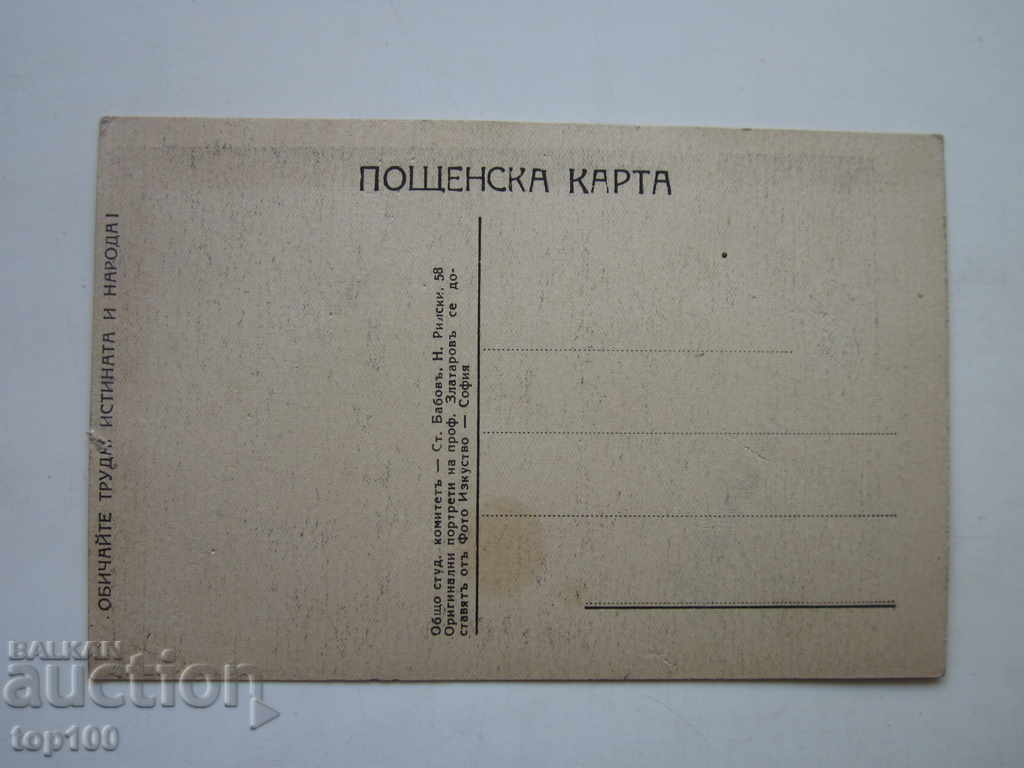 ПОЩЕНСКА КАРТА
ОБИЧАЙТЕ ТРУДА, ИСТИНАТА И НАРОДА!
Общо студ. комитетъ — Ст. Бабовъ, Н. Рилски, 58
Оригинални портрети на проф. Златаровъ се до-
ставятъ отъ Фото Изкуство — София
BALKAN
auction
top100